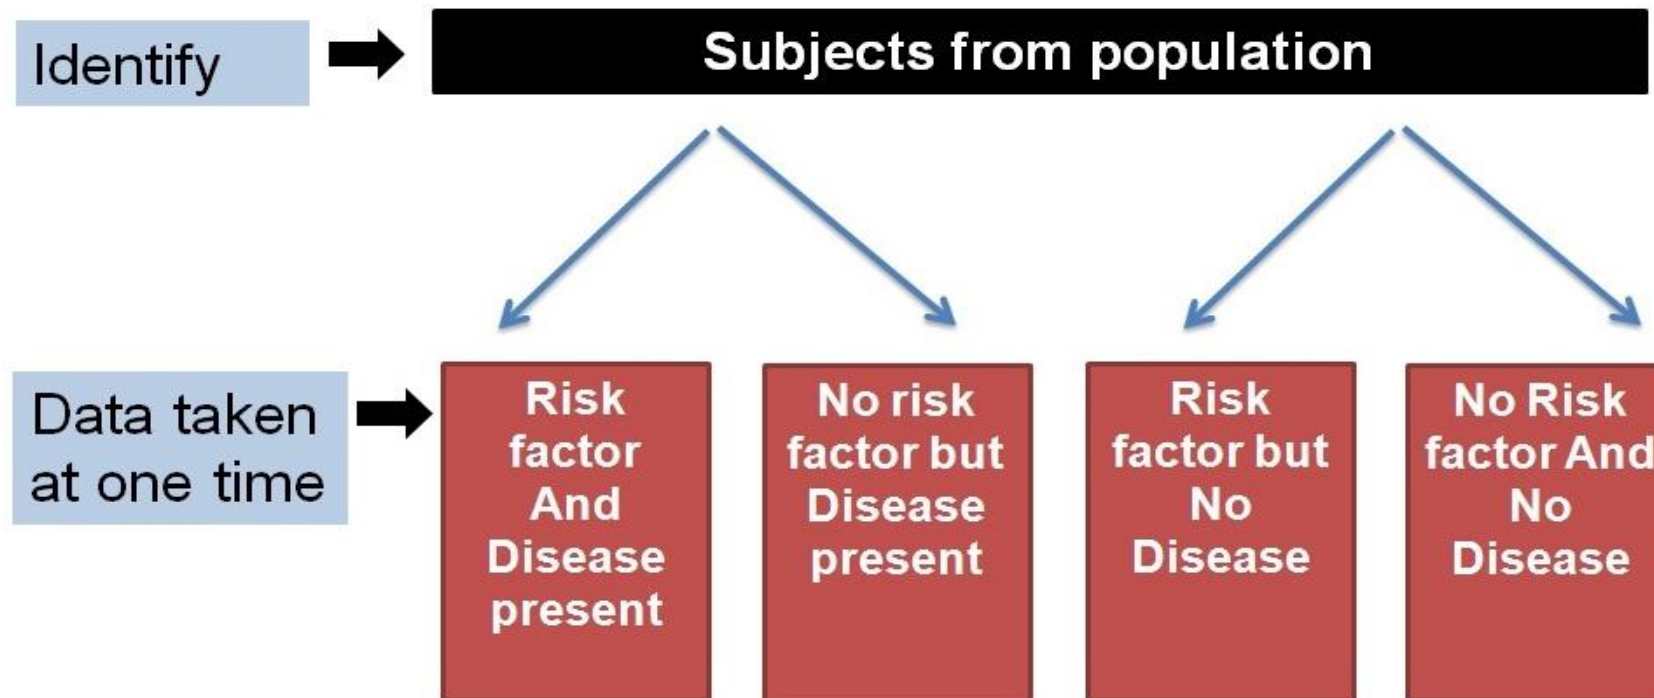 Identify
Subjects from population
Data taken
at one time
Risk
factor
And
Disease
present
No risk
factor but
Disease
present
Risk
factor but
No
Disease
No Risk
factor And
No
Disease